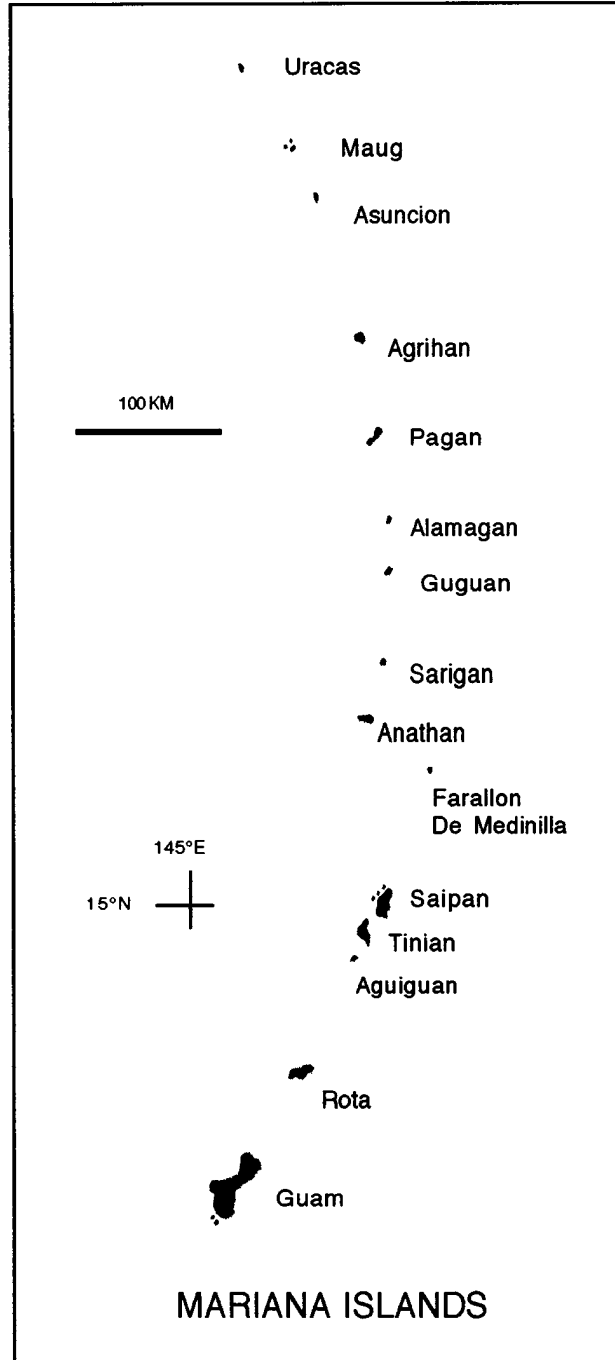 Uracas
Maug
Asuncion
Agrihan
100 KM
Pagan
Alamagan
Guguan
Sarigan
Anathan
Farallon
De Medinilla
145°E
15°N
Saipan
Tinian
Aguiguan
Rota
Guam
MARIANA ISLANDS